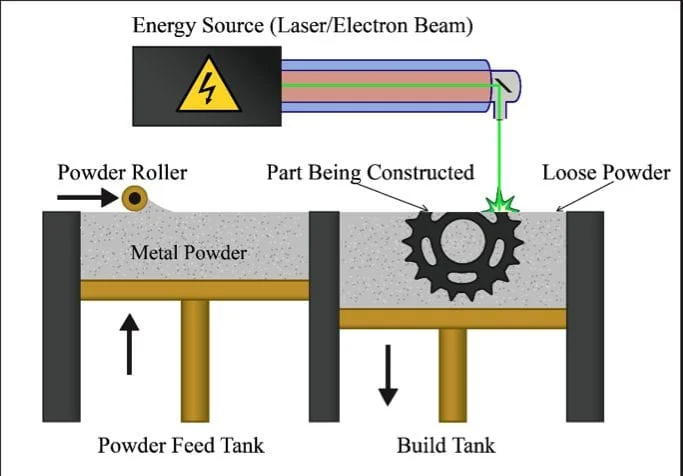 Energy Source (Laser/Electron Beam)
Powder Roller
Part Being Constructed
Loose Powder
Metal Powder
Powder Feed Tank
Build Tank